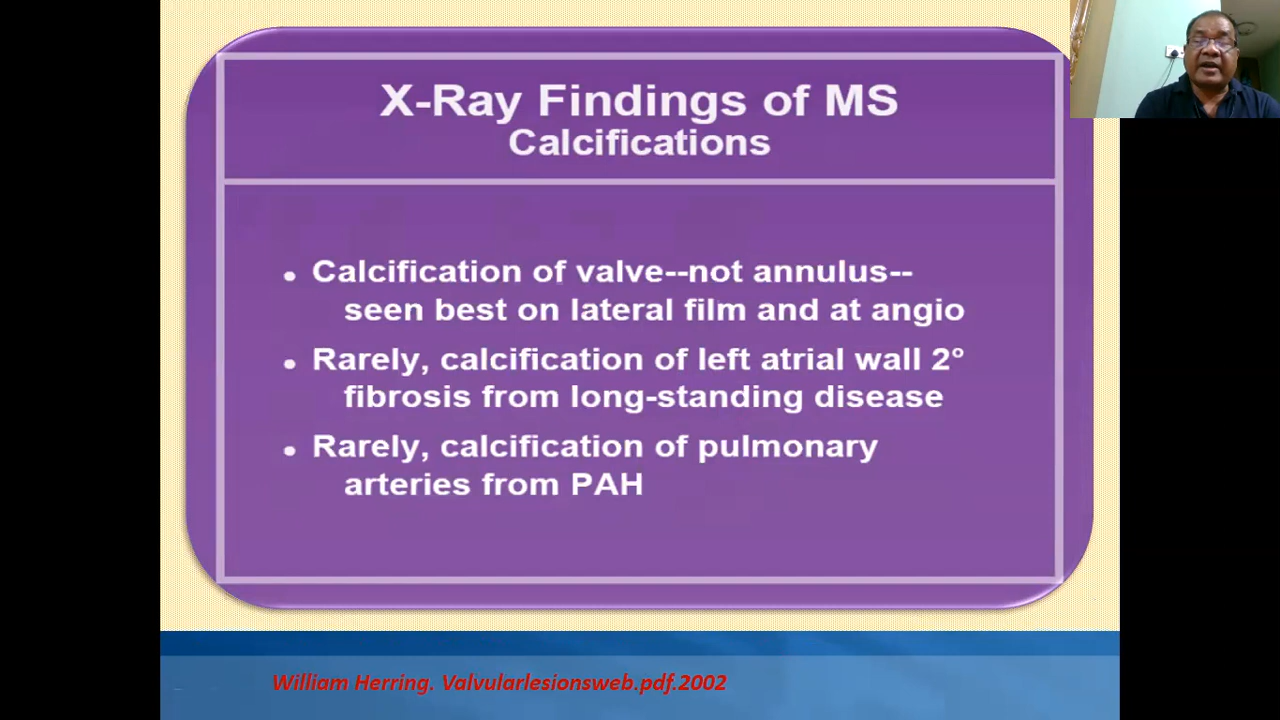 X-Ray Findings of MS
Calcifications
• Calcification of valve--not annulus--
seen best on lateral film and at angio
• Rarely, calcification of left atrial wall 2°
fibrosis from long-standing disease
• Rarely, calcification of pulmonary
arteries from PAH
William Herring. Valvularlesionsweb.pdf.2002